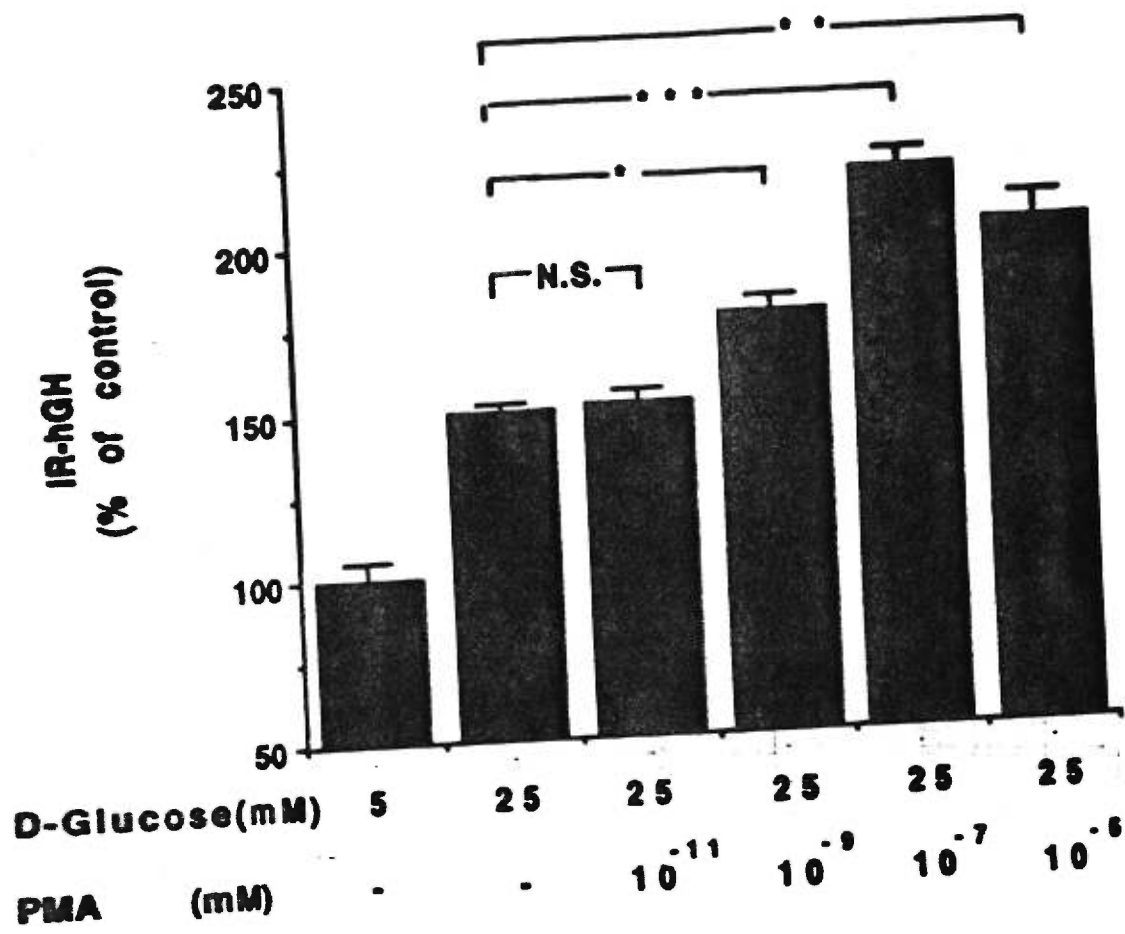 * *
250
* * *
*
200
N.S.
IR-hGH
(% of control)
150
100
50
D-Glucose(mM) 5 25 25 25 25 25
PMA (mM) - - 10⁻¹¹ 10⁻⁹ 10⁻⁷ 10⁻⁶